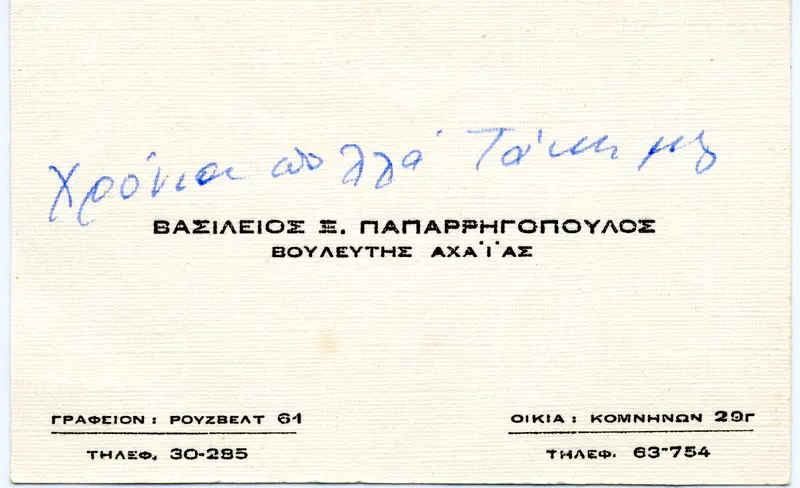 Χρόνια πολλά Τάκη μου
ΒΑΣΙΛΕΙΟΣ Ξ. ΠΑΠΑΡΡΗΓΟΠΟΥΛΟΣ
ΒΟΥΛΕΥΤΗΣ ΑΧΑΪΑΣ
ΓΡΑΦΕΙΟΝ: ΡΟΥΖΒΕΛΤ 61
ΤΗΛΕΦ. 30-285
ΟΙΚΙΑ: ΚΟΜΝΗΝΩΝ 29Γ
ΤΗΛΕΦ. 63-754